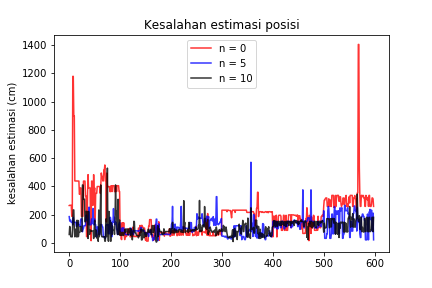 Kesalahan estimasi posisi
kesalahan estimasi (cm)
1400
1200
1000
800
600
400
200
0
n = 0
n = 5
n = 10
0 100 200 300 400 500 600